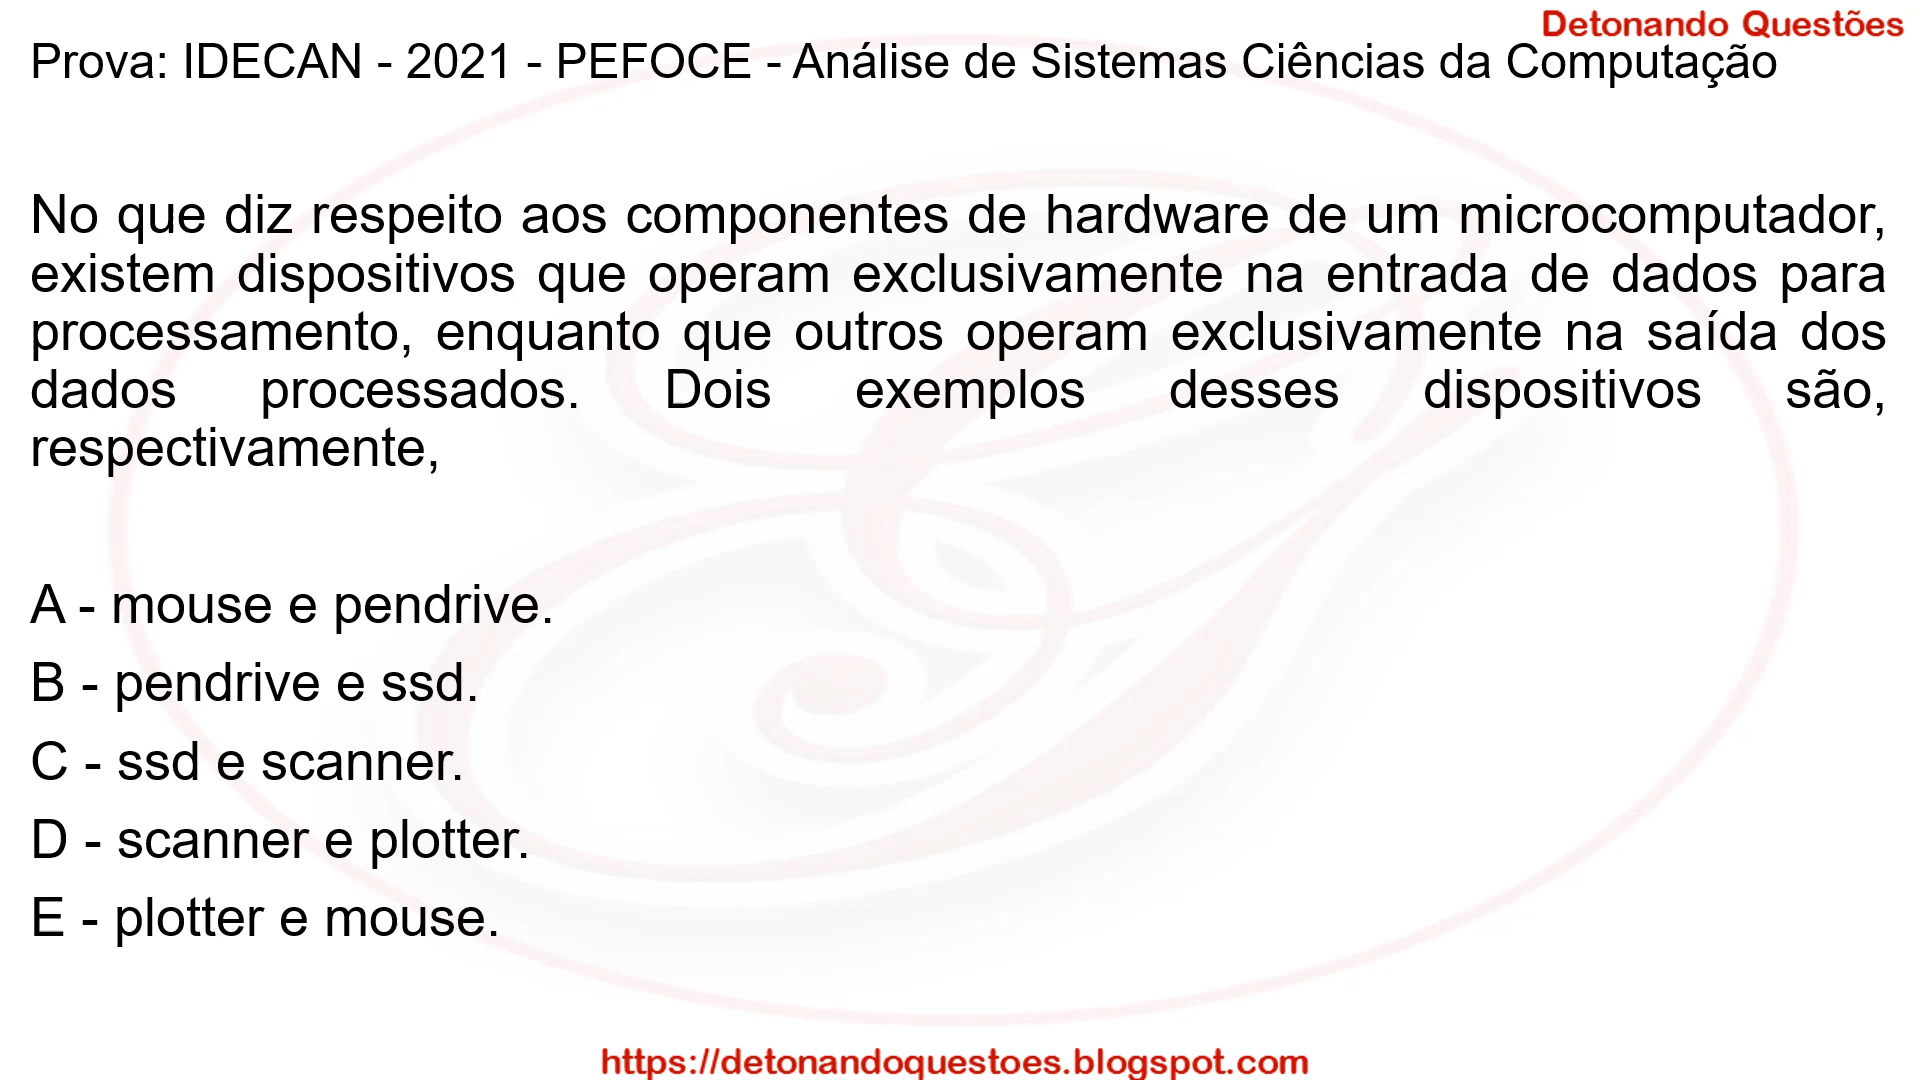 Detonando Questões
Prova: IDECAN - 2021 - PEFOCE - Análise de Sistemas Ciências da Computação
No que diz respeito aos componentes de hardware de um microcomputador,
existem dispositivos que operam exclusivamente na entrada de dados para
processamento, enquanto que outros operam exclusivamente na saída dos
dados processados. Dois exemplos desses dispositivos são,
respectivamente,
A - mouse e pendrive.
B - pendrive e ssd.
C - ssd e scanner.
D - scanner e plotter.
E - plotter e mouse.
https://detonandoquestoes.blogspot.com